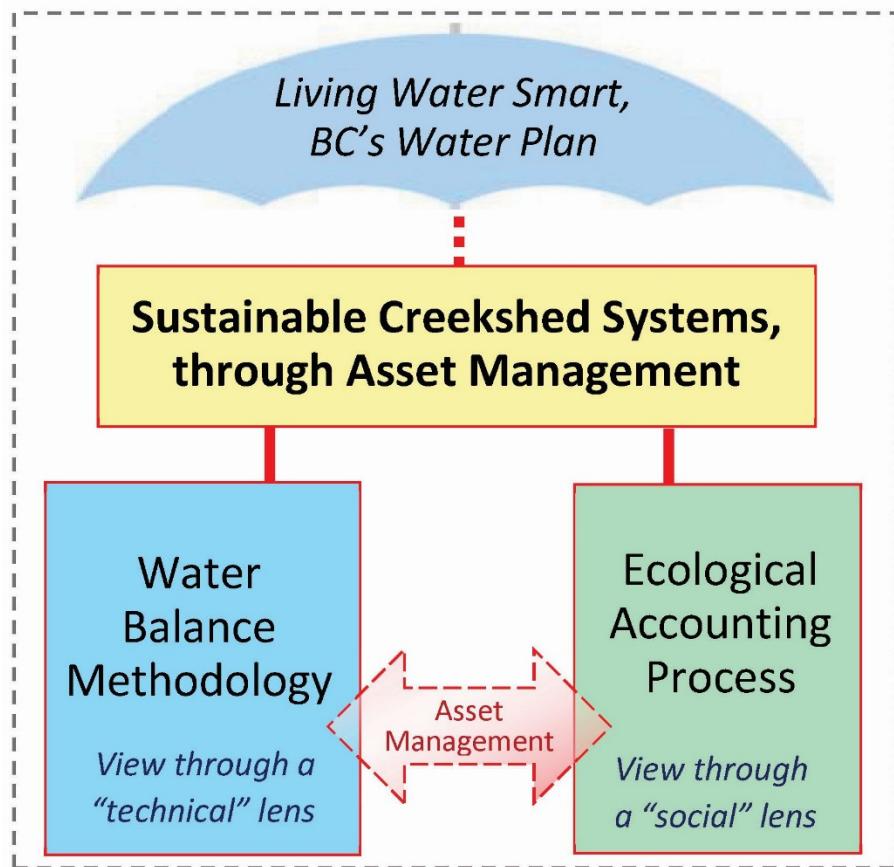 Living Water Smart,
BC’s Water Plan
Sustainable Creekshed Systems,
through Asset Management
Water
Balance
Methodology
View through a
“technical” lens
Asset
Management
Ecological
Accounting
Process
View through
a “social” lens